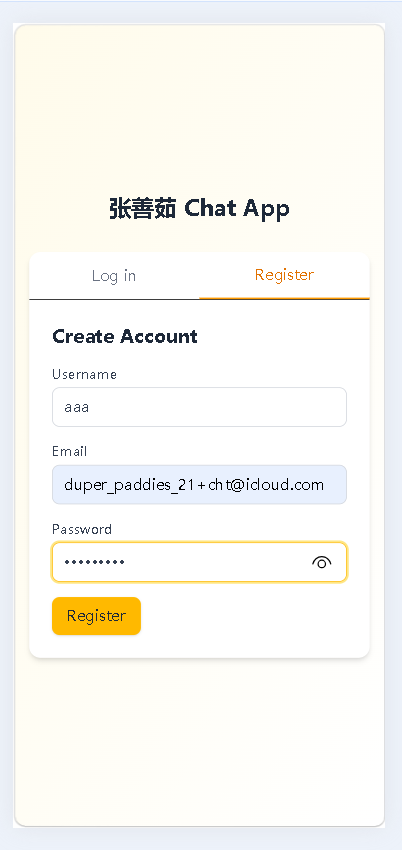 张善茹 Chat App
Log in
Register
Create Account
Username
aaa
Email
duper_paddies_21+cht@icloud.com
Password
•••••••••
Register